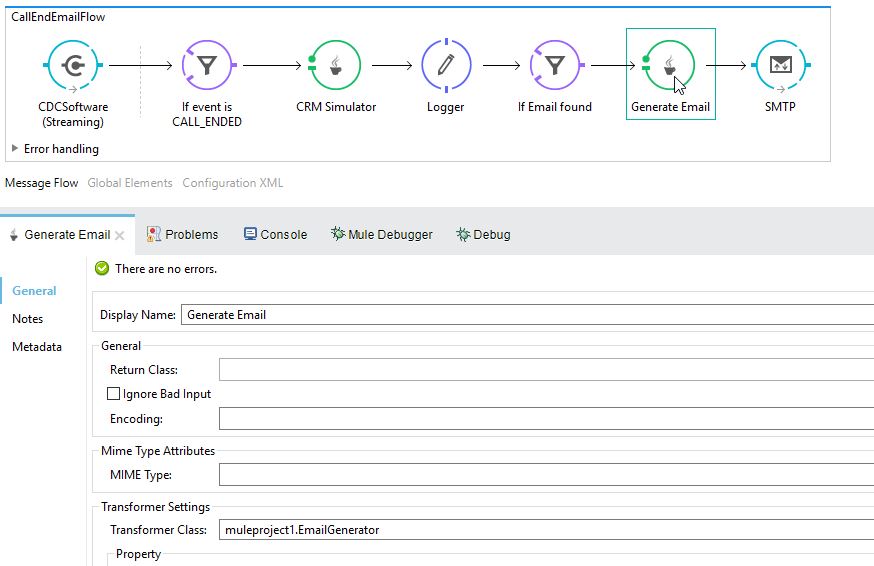 CallEndEmailFlow
CDCSoftware
(Streaming)
If event is
CALL_ENDED
CRM Simulator
Logger
If Email found
Generate Email
SMTP
Error handling
Message Flow Global Elements Configuration XML
Generate Email Problems Console Mule Debugger Debug
There are no errors.
General
Notes
Metadata
Display Name: Generate Email
General
Return Class:
Ignore Bad Input
Encoding:
Mime Type Attributes
MIME Type:
Transformer Settings
Transformer Class: muleproject1.EmailGenerator
Property